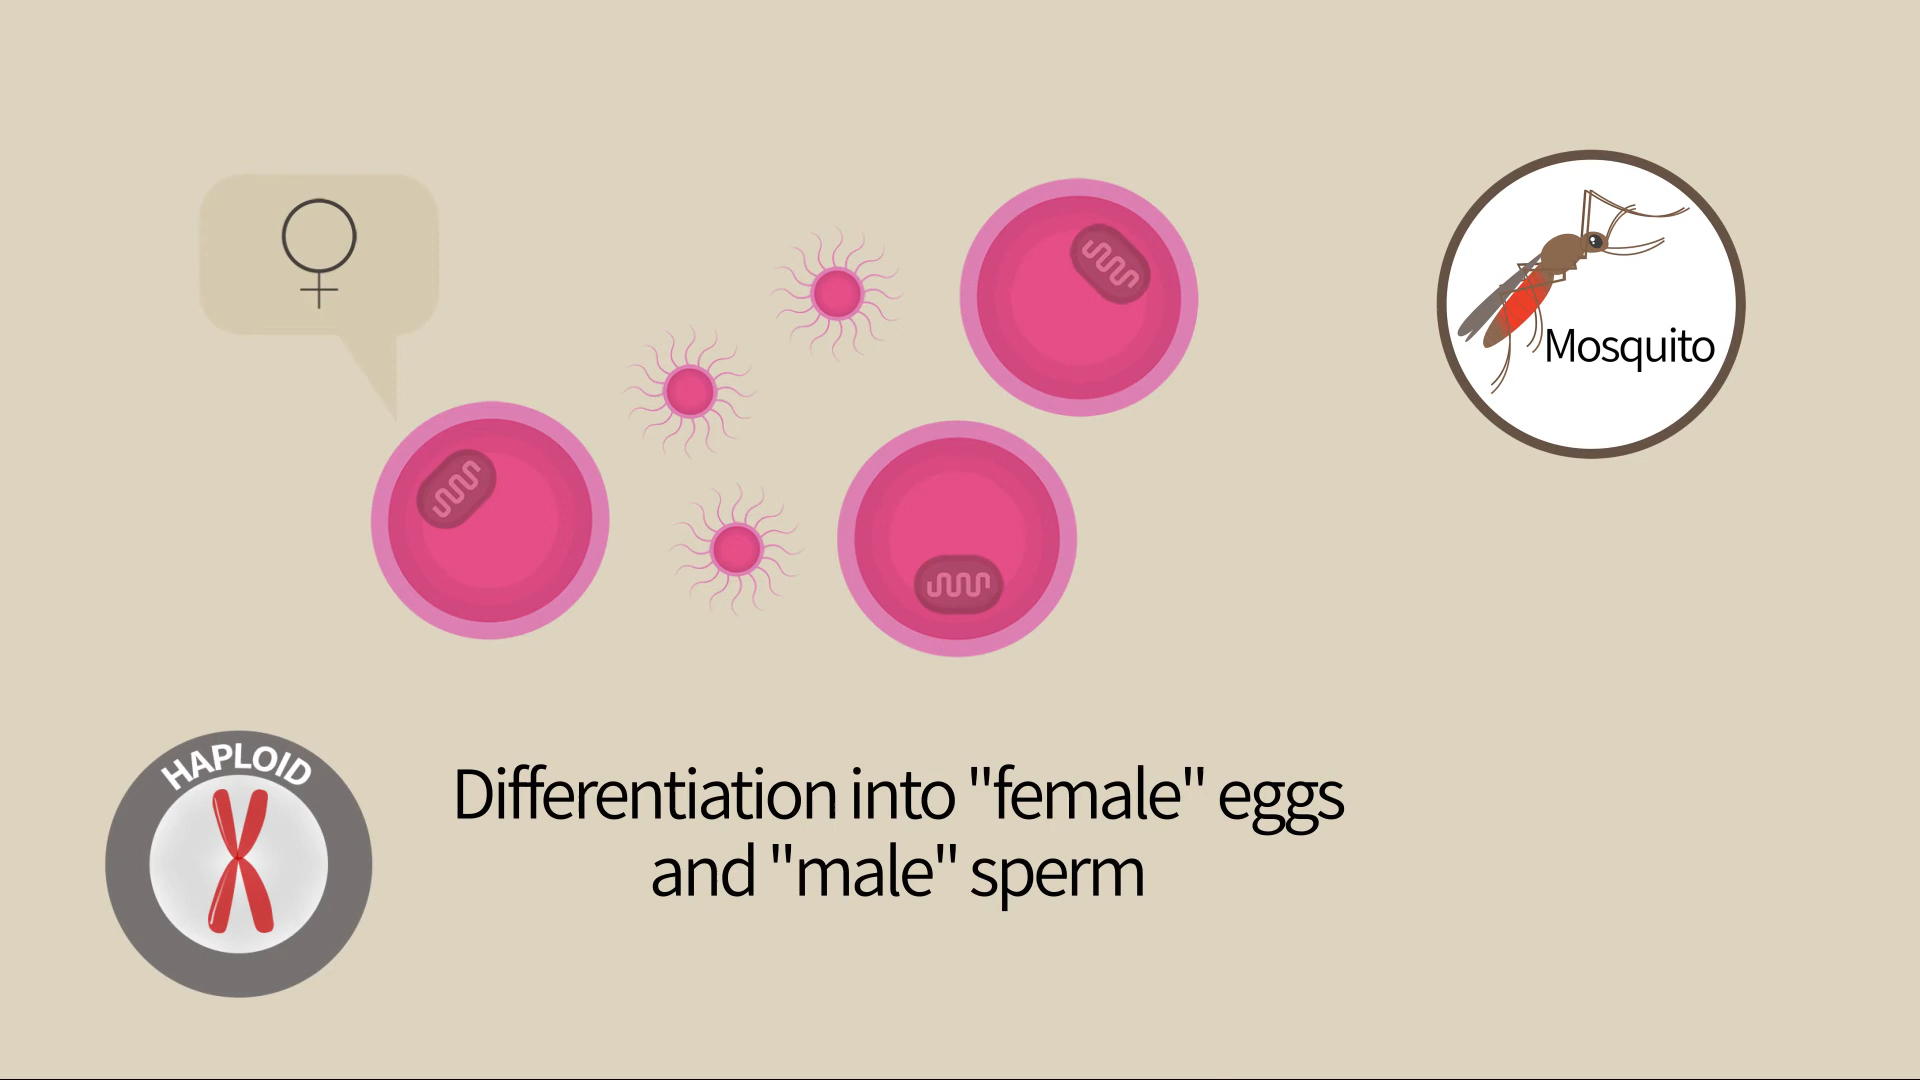 Mosquito
HAPLOID
Differentiation into "female" eggs
and "male" sperm